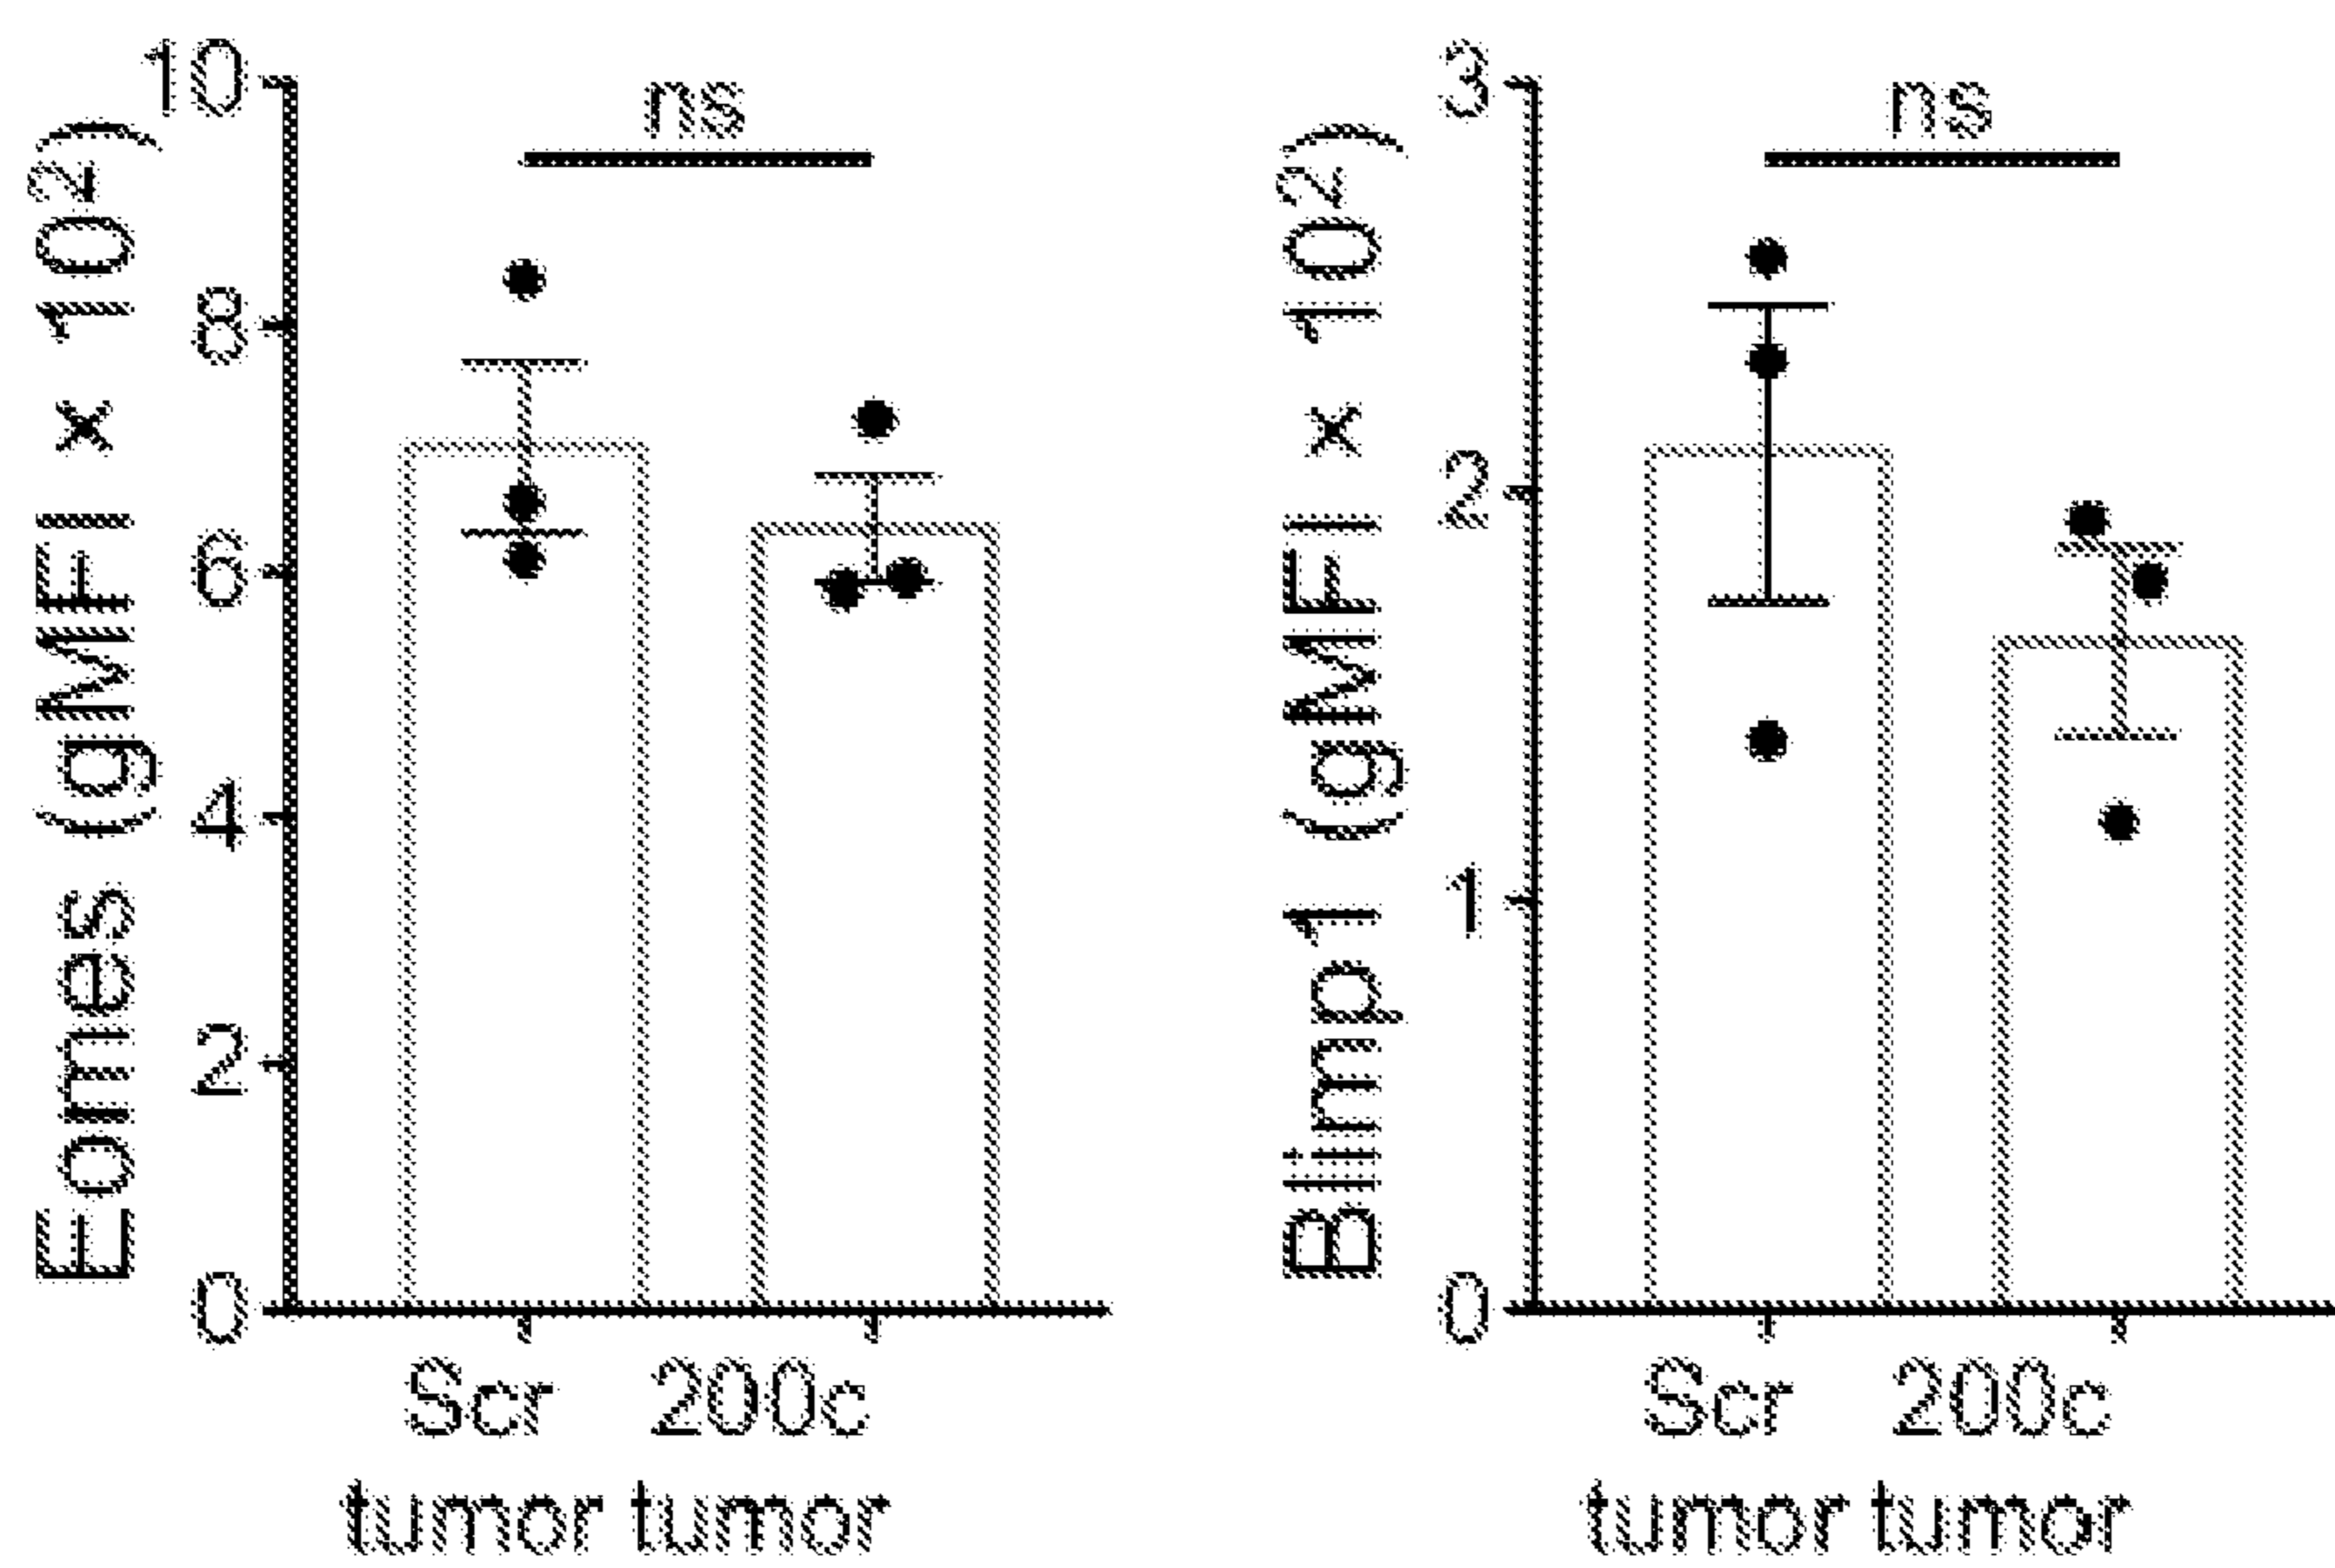 Eomes (gMFI × 10²)
10
8
6
4
2
0
ns
Scr 200c
tumor tumor
Blimp1 (gMFI × 10²)
3
2
1
0
ns
Scr 200c
tumor tumor